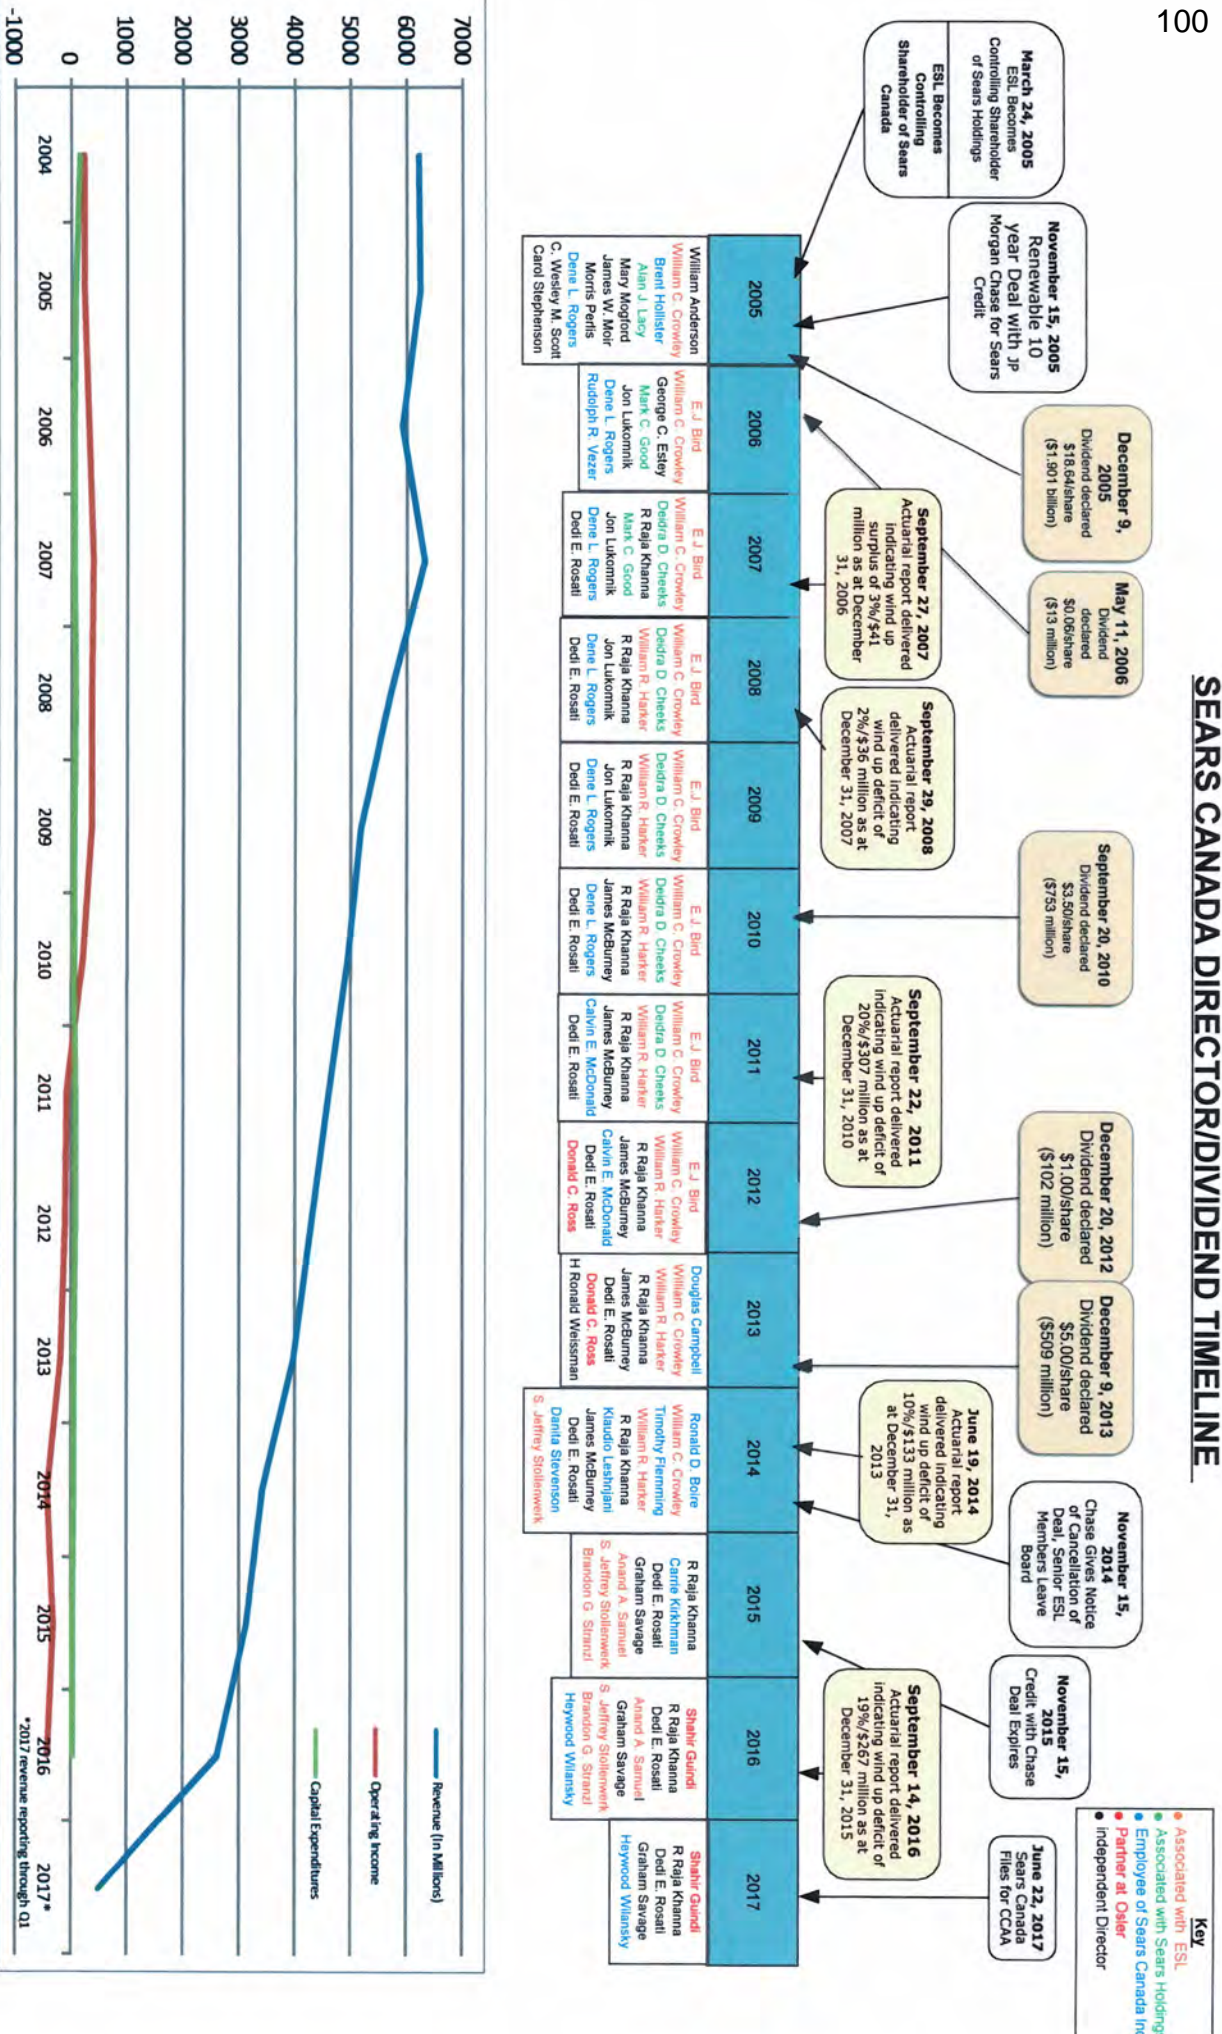 100
SEARS CANADA DIRECTOR/DIVIDEND TIMELINE
Key
Associated with ESL
Associated with Sears Holding
Employee of Sears Canada Inc
Partner at Osler
independent Director
March 24, 2005
ESL Becomes
Controlling Shareholder
of Sears Holdings
ESL Becomes
Controlling
Shareholder of Sears
Canada
November 15, 2005
Renewable 10
year Deal with JP
Morgan Chase for Sears
Credit
December 9,
2005
Dividend declared
$18.64/share
($1.901 billion)
May 11, 2006
Dividend
declared
$0.06/share
($13 million)
September 27, 2007
Actuarial report delivered
indicating wind up
surplus of 3%/$41
million as at December
31, 2006
September 29, 2008
Actuarial report
delivered indicating
wind up deficit of
2%/$36 million as at
December 31, 2007
September 20, 2010
Dividend declared
$3.50/share
($753 million)
September 22, 2011
Actuarial report delivered
indicating wind up deficit of
20%/$307 million as at
December 31, 2010
December 20, 2012
Dividend declared
$1.00/share
($102 million)
December 9, 2013
Dividend declared
$5.00/share
($509 million)
June 19, 2014
Actuarial report
delivered indicating
wind up deficit of
10%/$133 million as
at December 31,
2013
November 15,
2014
Chase Gives Notice
of Cancellation of
Deal, Senior ESL
Members Leave
Board
November 15,
2015
Credit with Chase
Deal Expires
September 14, 2016
Actuarial report delivered
indicating wind up deficit of
19%/$267 million as at
December 31, 2015
June 22, 2017
Sears Canada
Files for CCAA
2005
William Anderson
William C. Crowley
Brent Hollister
Alan J. Lacy
Mary Mogford
James W. Moir
Morris Perlis
Dene L. Rogers
C. Wesley M. Scott
Carol Stephenson
2006
E.J. Bird
William C. Crowley
George C. Estey
Mark C. Good
Jon Lukomnik
Dene L. Rogers
Rudolph R. Vezer
2007
E.J. Bird
William C. Crowley
Deidra D. Cheeks
R Raja Khanna
Mark C. Good
Jon Lukomnik
Dene L. Rogers
Dedi E. Rosati
2008
E.J. Bird
William C. Crowley
Deidra D. Cheeks
William R. Harker
R Raja Khanna
Jon Lukomnik
Dene L. Rogers
Dedi E. Rosati
2009
E.J. Bird
William C. Crowley
Deidra D. Cheeks
William R. Harker
R Raja Khanna
Jon Lukomnik
Dene L. Rogers
Dedi E. Rosati
2010
E.J. Bird
William C. Crowley
Deidra D. Cheeks
William R. Harker
R Raja Khanna
James McBurney
Dene L. Rogers
Dedi E. Rosati
2011
E.J. Bird
William C. Crowley
Deidra D. Cheeks
William R. Harker
R Raja Khanna
James McBurney
Calvin E. McDonald
Dedi E. Rosati
2012
E.J. Bird
William C. Crowley
William R. Harker
R Raja Khanna
James McBurney
Calvin E. McDonald
Dedi E. Rosati
Donald C. Ross
2013
Douglas Campbell
William C. Crowley
William R. Harker
R Raja Khanna
James McBurney
Dedi E. Rosati
Donald C. Ross
H Ronald Weissman
2014
Ronald D. Boire
William C. Crowley
Timothy Flemming
William R. Harker
R Raja Khanna
Klaudio Leshnjani
James McBurney
Dedi E. Rosati
Danita Stevenson
S. Jeffrey Stollenwerk
2015
R Raja Khanna
Carrie Kirkhman
Dedi E. Rosati
Graham Savage
Anand A. Samuel
S. Jeffrey Stollenwerk
Brandon G. Stranzl
2016
Shahir Guindi
R Raja Khanna
Dedi E. Rosati
Anand A. Samuel
Graham Savage
S. Jeffrey Stollenwerk
Brandon G. Stranzl
Heywood Wilansky
2017
Shahir Guindi
R Raja Khanna
Dedi E. Rosati
Graham Savage
Heywood Wilansky
7000
6000
5000
4000
3000
2000
1000
0
-1000
Revenue (In Millions)
Operating Income
Capital Expenditures
2004
2005
2006
2007
2008
2009
2010
2011
2012
2013
2014
2015
2016
2017*
*2017 revenue reporting through Q1